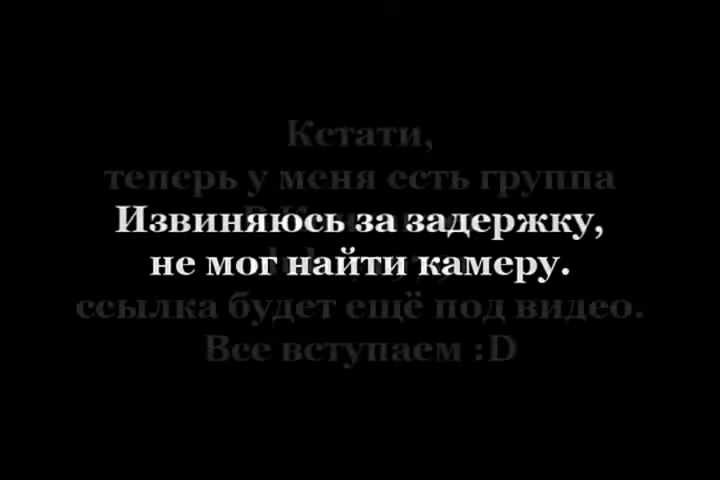 Кстати,
теперь у меня есть группа
Извиняюсь за задержку,
не мог найти камеру.
ссылка будет ещё под видео.
Все вступаем :D